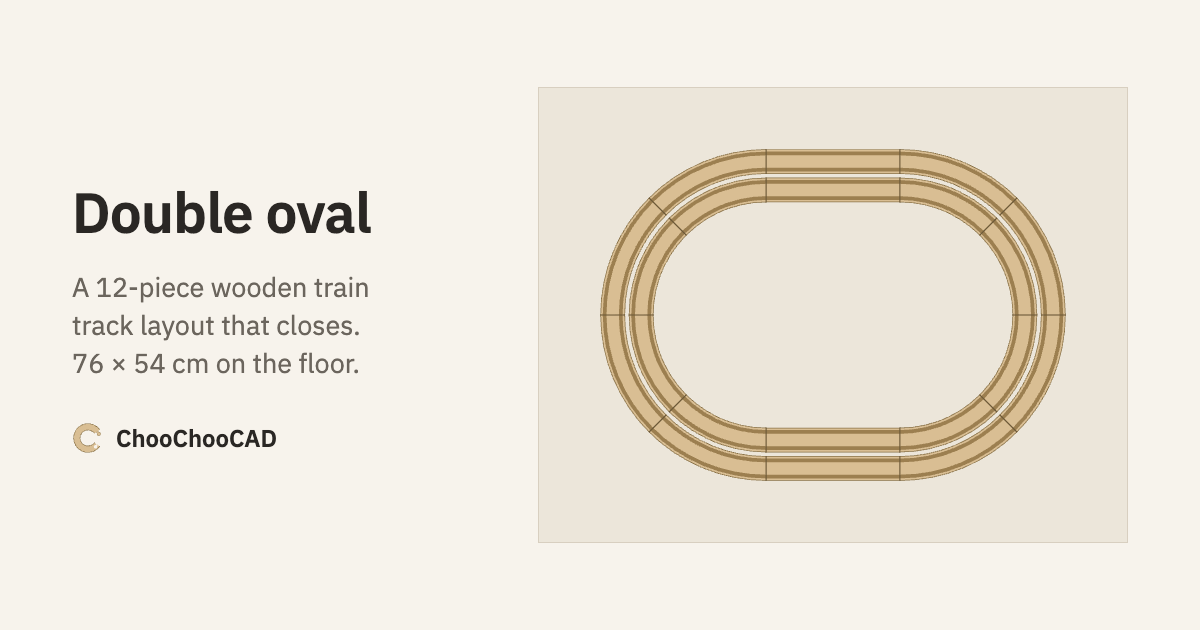 Double oval
A 12-piece wooden train
track layout that closes.
76 × 54 cm on the floor.
ChooChooCAD